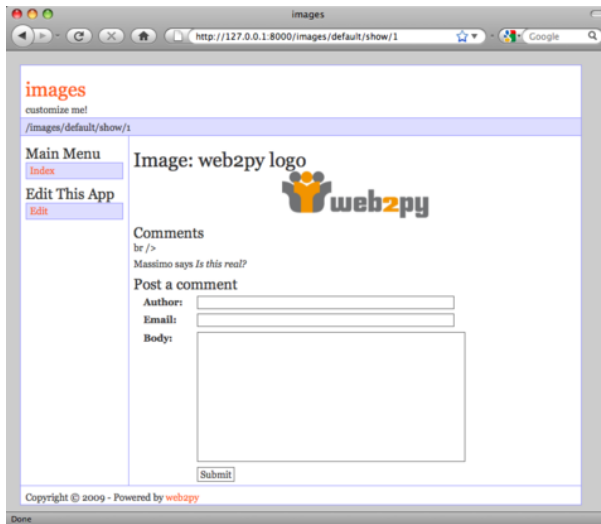 images
http://127.0.0.1:8000/images/default/show/1
Google
images
customize me!
/images/default/show/1
Main Menu
Index
Edit This App
Edit
Image: web2py logo
web2py
Comments
br />
Massimo says Is this real?
Post a comment
Author:
Email:
Body:
Submit
Copyright © 2009 - Powered by web2py
Done